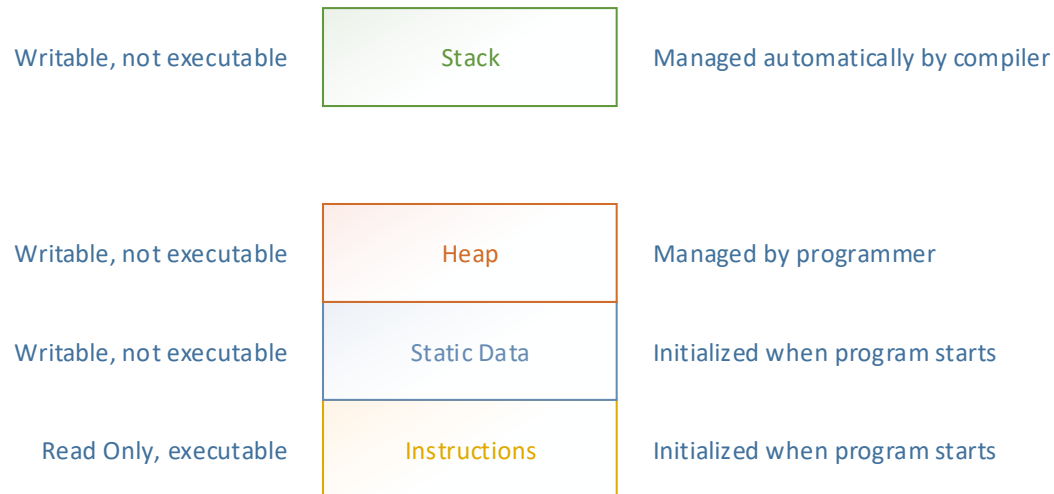 Writable, not executable Stack Managed automatically by compiler
Writable, not executable Heap Managed by programmer
Writable, not executable Static Data Initialized when program starts
Read Only, executable Instructions Initialized when program starts